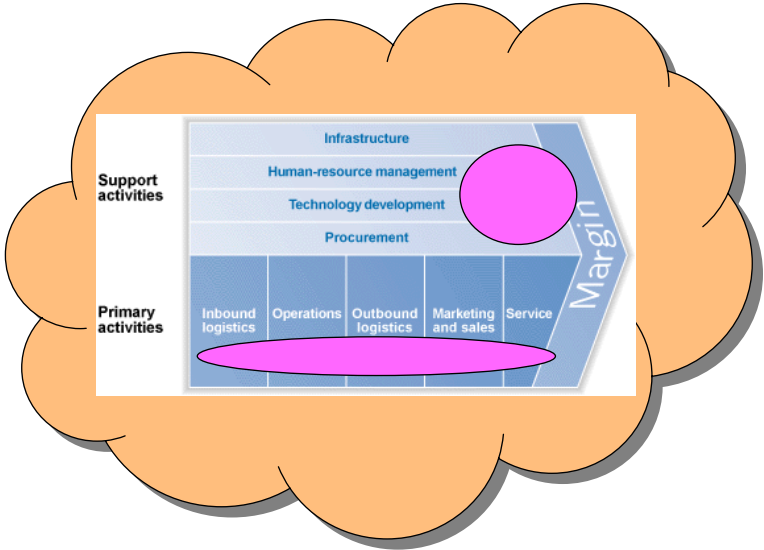 Infrastructure
Human-resource management
Support
activities
Technology development
Procurement
Margin
Primary
activities
Inbound
logistics
Operations
Outbound
logistics
Marketing
and sales
Service